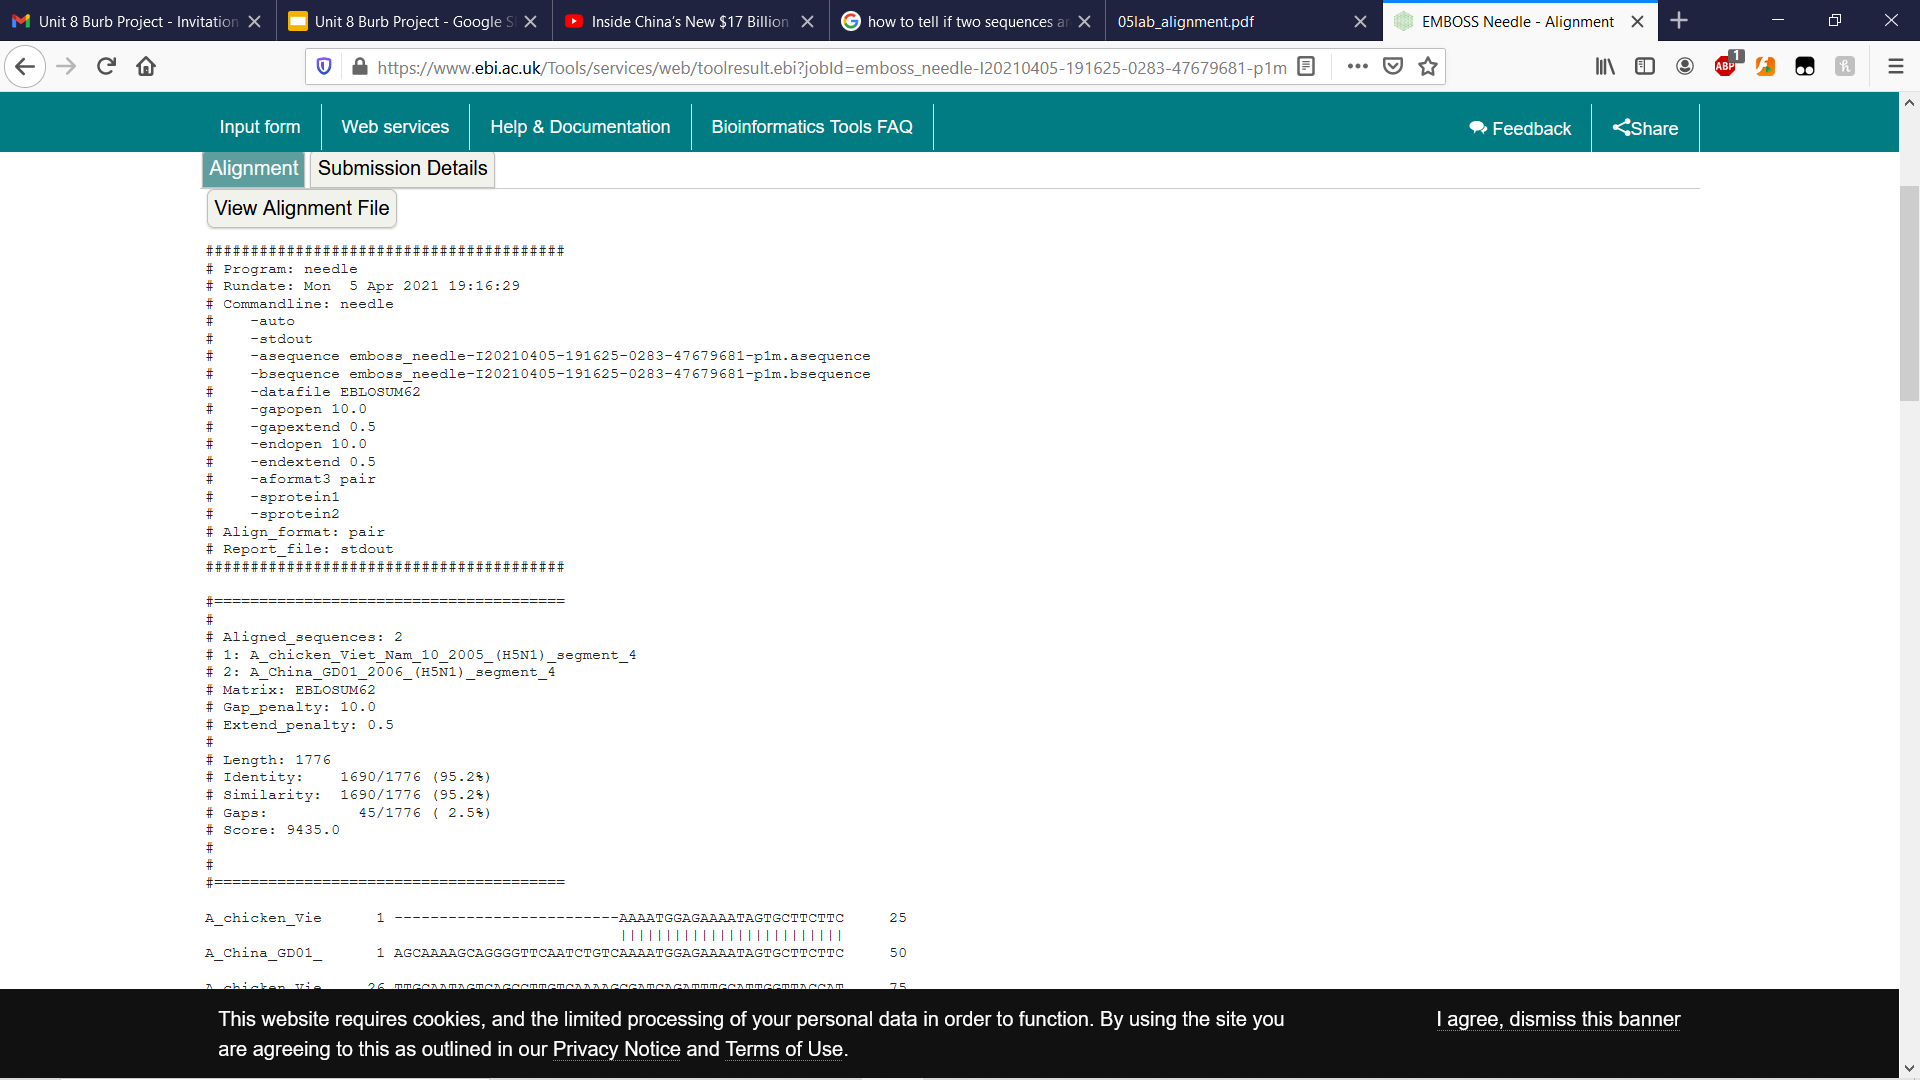 Unit 8 Burb Project - Invitation
Unit 8 Burb Project - Google S
Inside China's New $17 Billion
how to tell if two sequences a
05lab_alignment.pdf
EMBOSS Needle - Alignment
https://www.ebi.ac.uk/Tools/services/web/toolresult.ebi?jobId=emboss_needle-I20210405-191625-0283-47679681-p1m
ABP 1
Input form
Web services
Help & Documentation
Bioinformatics Tools FAQ
Feedback
Share
Alignment
Submission Details
View Alignment File
########################################
# Program: needle
# Rundate: Mon  5 Apr 2021 19:16:29
# Commandline: needle
#    -auto
#    -stdout
#    -asequence emboss_needle-I20210405-191625-0283-47679681-p1m.asequence
#    -bsequence emboss_needle-I20210405-191625-0283-47679681-p1m.bsequence
#    -datafile EBLOSUM62
#    -gapopen 10.0
#    -gapextend 0.5
#    -endopen 10.0
#    -endextend 0.5
#    -aformat3 pair
#    -sprotein1
#    -sprotein2
# Align_format: pair
# Report_file: stdout
########################################
#=======================================
#
# Aligned_sequences: 2
# 1: A_chicken_Viet_Nam_10_2005_(H5N1)_segment_4
# 2: A_China_GD01_2006_(H5N1)_segment_4
# Matrix: EBLOSUM62
# Gap_penalty: 10.0
# Extend_penalty: 0.5
#
# Length: 1776
# Identity:    1690/1776 (95.2%)
# Similarity:  1690/1776 (95.2%)
# Gaps:          45/1776 ( 2.5%)
# Score: 9435.0
#
#
#=======================================
A_chicken_Vie      1 -------------------------AAAATGGAGAAAATAGTGCTTCTTC     25
|||||||||||||||||||||||||
A_China_GD01_      1 AGCAAAAGCAGGGGTTCAATCTGTCAAAATGGAGAAAATAGTGCTTCTTC     50
A_chicken_Vie     26 TTGCAATAGTCAGCCTTGTCAAAAGCGATCAGATTTGCATTGGTTACCAT     75
This website requires cookies, and the limited processing of your personal data in order to function. By using the site you
are agreeing to this as outlined in our Privacy Notice and Terms of Use.
I agree, dismiss this banner